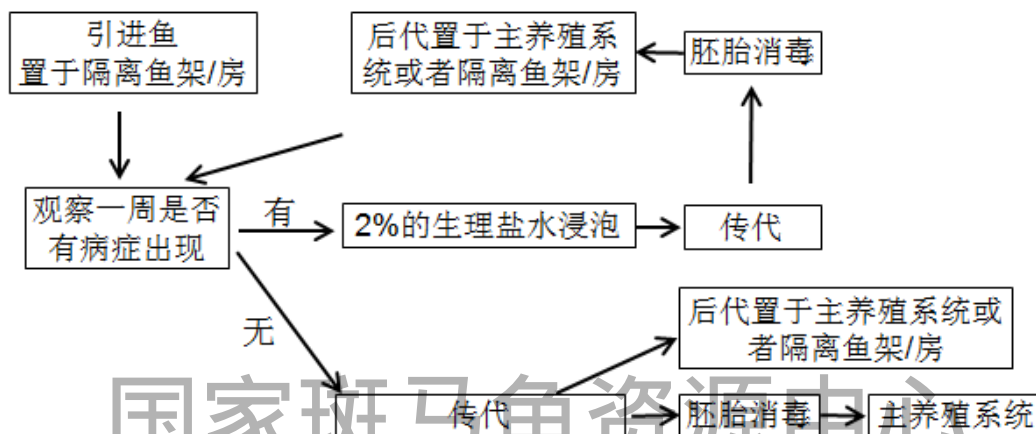 引进鱼
置于隔离鱼架/房
后代置于主养殖系
统或者隔离鱼架/房
胚胎消毒
观察一周是否
有病症出现
有
2%的生理盐水浸泡
传代
无
后代置于主养殖系统或
者隔离鱼架/房
传代
胚胎消毒
主养殖系统
国家斑马鱼资源中心